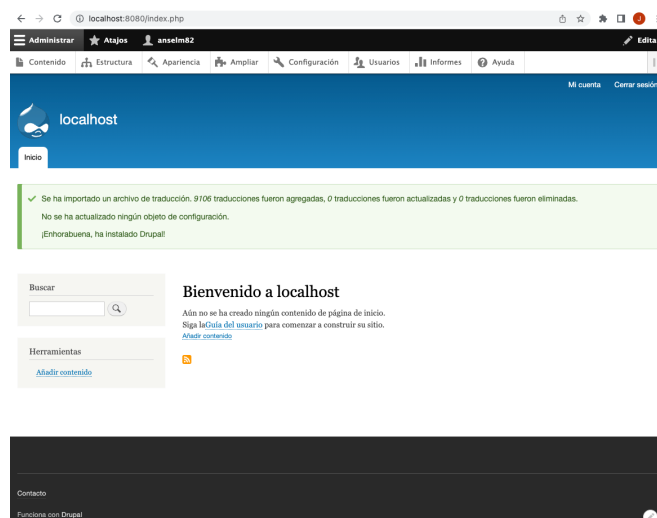 localhost:8080/index.php
J
Administrar Atajos anselm82 Edita
Contenido Estructura Apariencia Ampliar Configuración Usuarios Informes Ayuda
Mi cuenta Cerrar sesión
localhost
Inicio
Se ha importado un archivo de traducción. 9106 traducciones fueron agregadas, 0 traducciones fueron actualizadas y 0 traducciones fueron eliminadas.
No se ha actualizado ningún objeto de configuración.
¡Enhorabuena, ha instalado Drupal!
Buscar
Bienvenido a localhost
Aún no se ha creado ningún contenido de página de inicio.
Siga laGuía del usuario para comenzar a construir su sitio.
Añadir contenido
Herramientas
Añadir contenido
Contacto
Funciona con Drupal